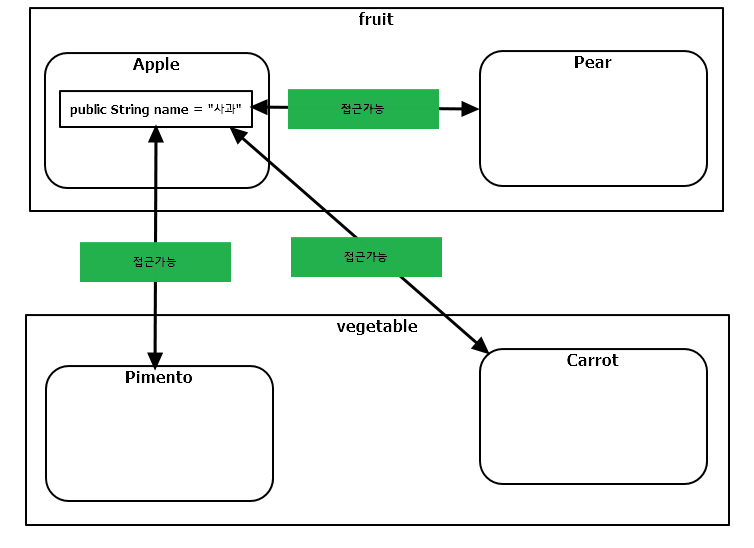 fruit
Apple
Pear
public String name = "사과"
접근가능
접근가능
접근가능
vegetable
Pimento
Carrot